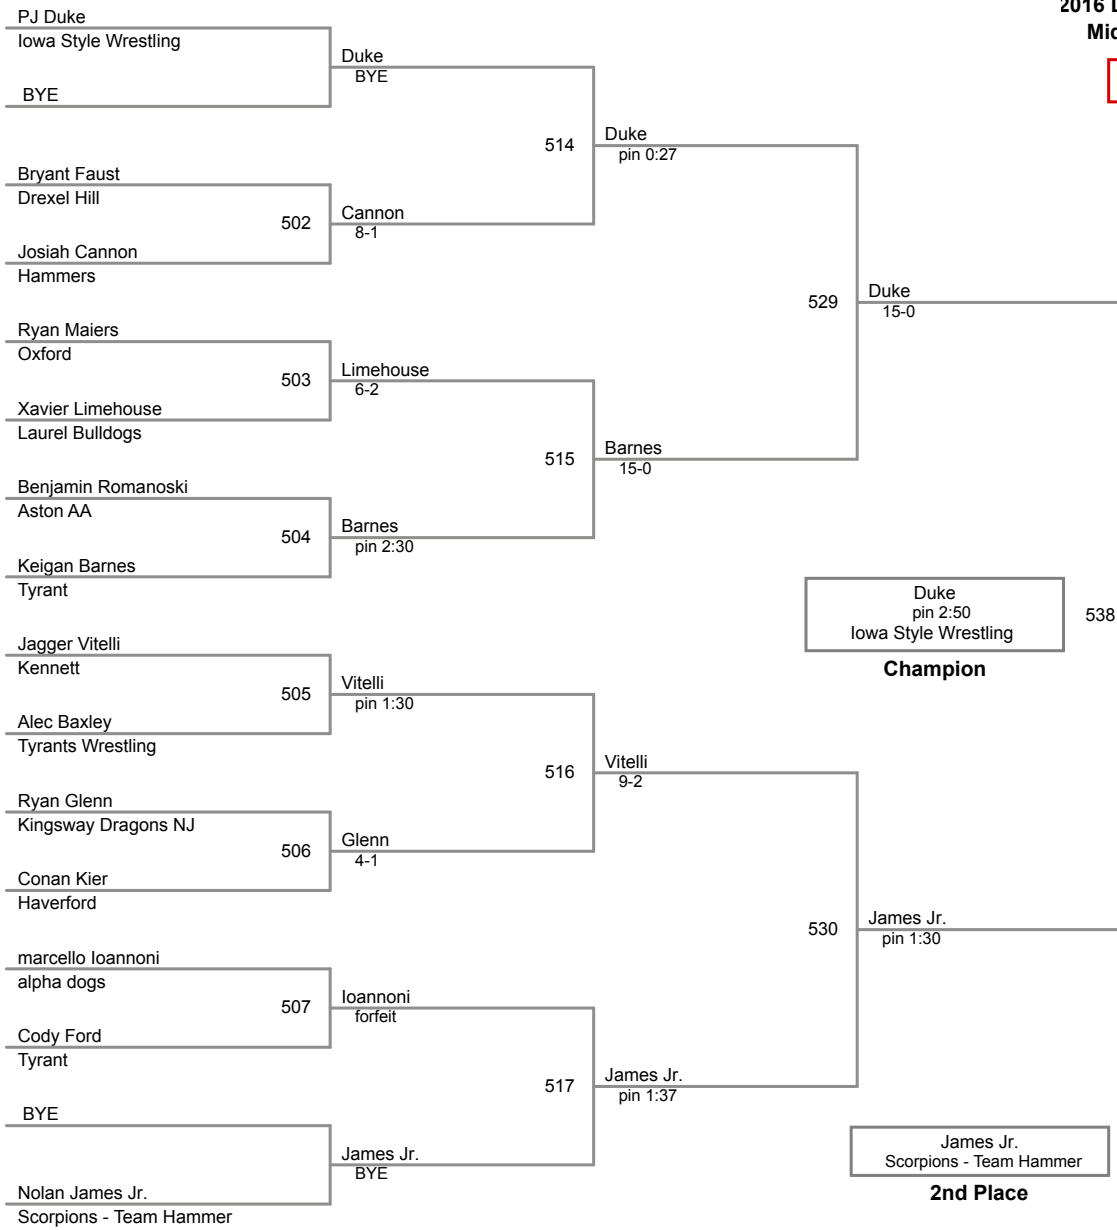 2016
Mic
PJ Duke
Iowa Style Wrestling
Duke
BYE
BYE
514
Duke
pin 0:27
Bryant Faust
Drexel Hill
502
Cannon
8-1
Josiah Cannon
Hammers
529
Duke
15-0
Ryan Maiers
Oxford
503
Limehouse
6-2
Xavier Limehouse
Laurel Bulldogs
515
Barnes
15-0
Benjamin Romanoski
Aston AA
504
Barnes
pin 2:30
Keigan Barnes
Tyrant
Duke
pin 2:50
Iowa Style Wrestling
538
Champion
Jagger Vitelli
Kennett
505
Vitelli
pin 1:30
Alec Baxley
Tyrants Wrestling
516
Vitelli
9-2
Ryan Glenn
Kingsway Dragons NJ
506
Glenn
4-1
Conan Kier
Haverford
530
James Jr.
pin 1:30
marcello Ioannoni
alpha dogs
507
Ioannoni
forfeit
Cody Ford
Tyrant
517
James Jr.
pin 1:37
BYE
James Jr.
BYE
Nolan James Jr.
Scorpions - Team Hammer
James Jr.
Scorpions - Team Hammer
2nd Place